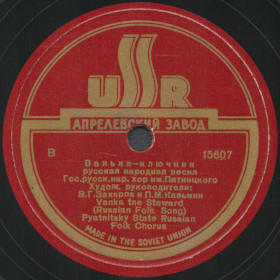 USSR
АПРЕЛЕВСКИЙ ЗАВОД
В 15607
Ванька-ключник
русская народная песня
Гос. русск. нар. хор им. Пятницкого
Худож. руководители:
В.Г. Захаров и П.М. Казьмин
Vanka the Steward
(Russian Folk Song)
Pyatnitsky State Russian
Folk Chorus
MADE IN THE SOVIET UNION